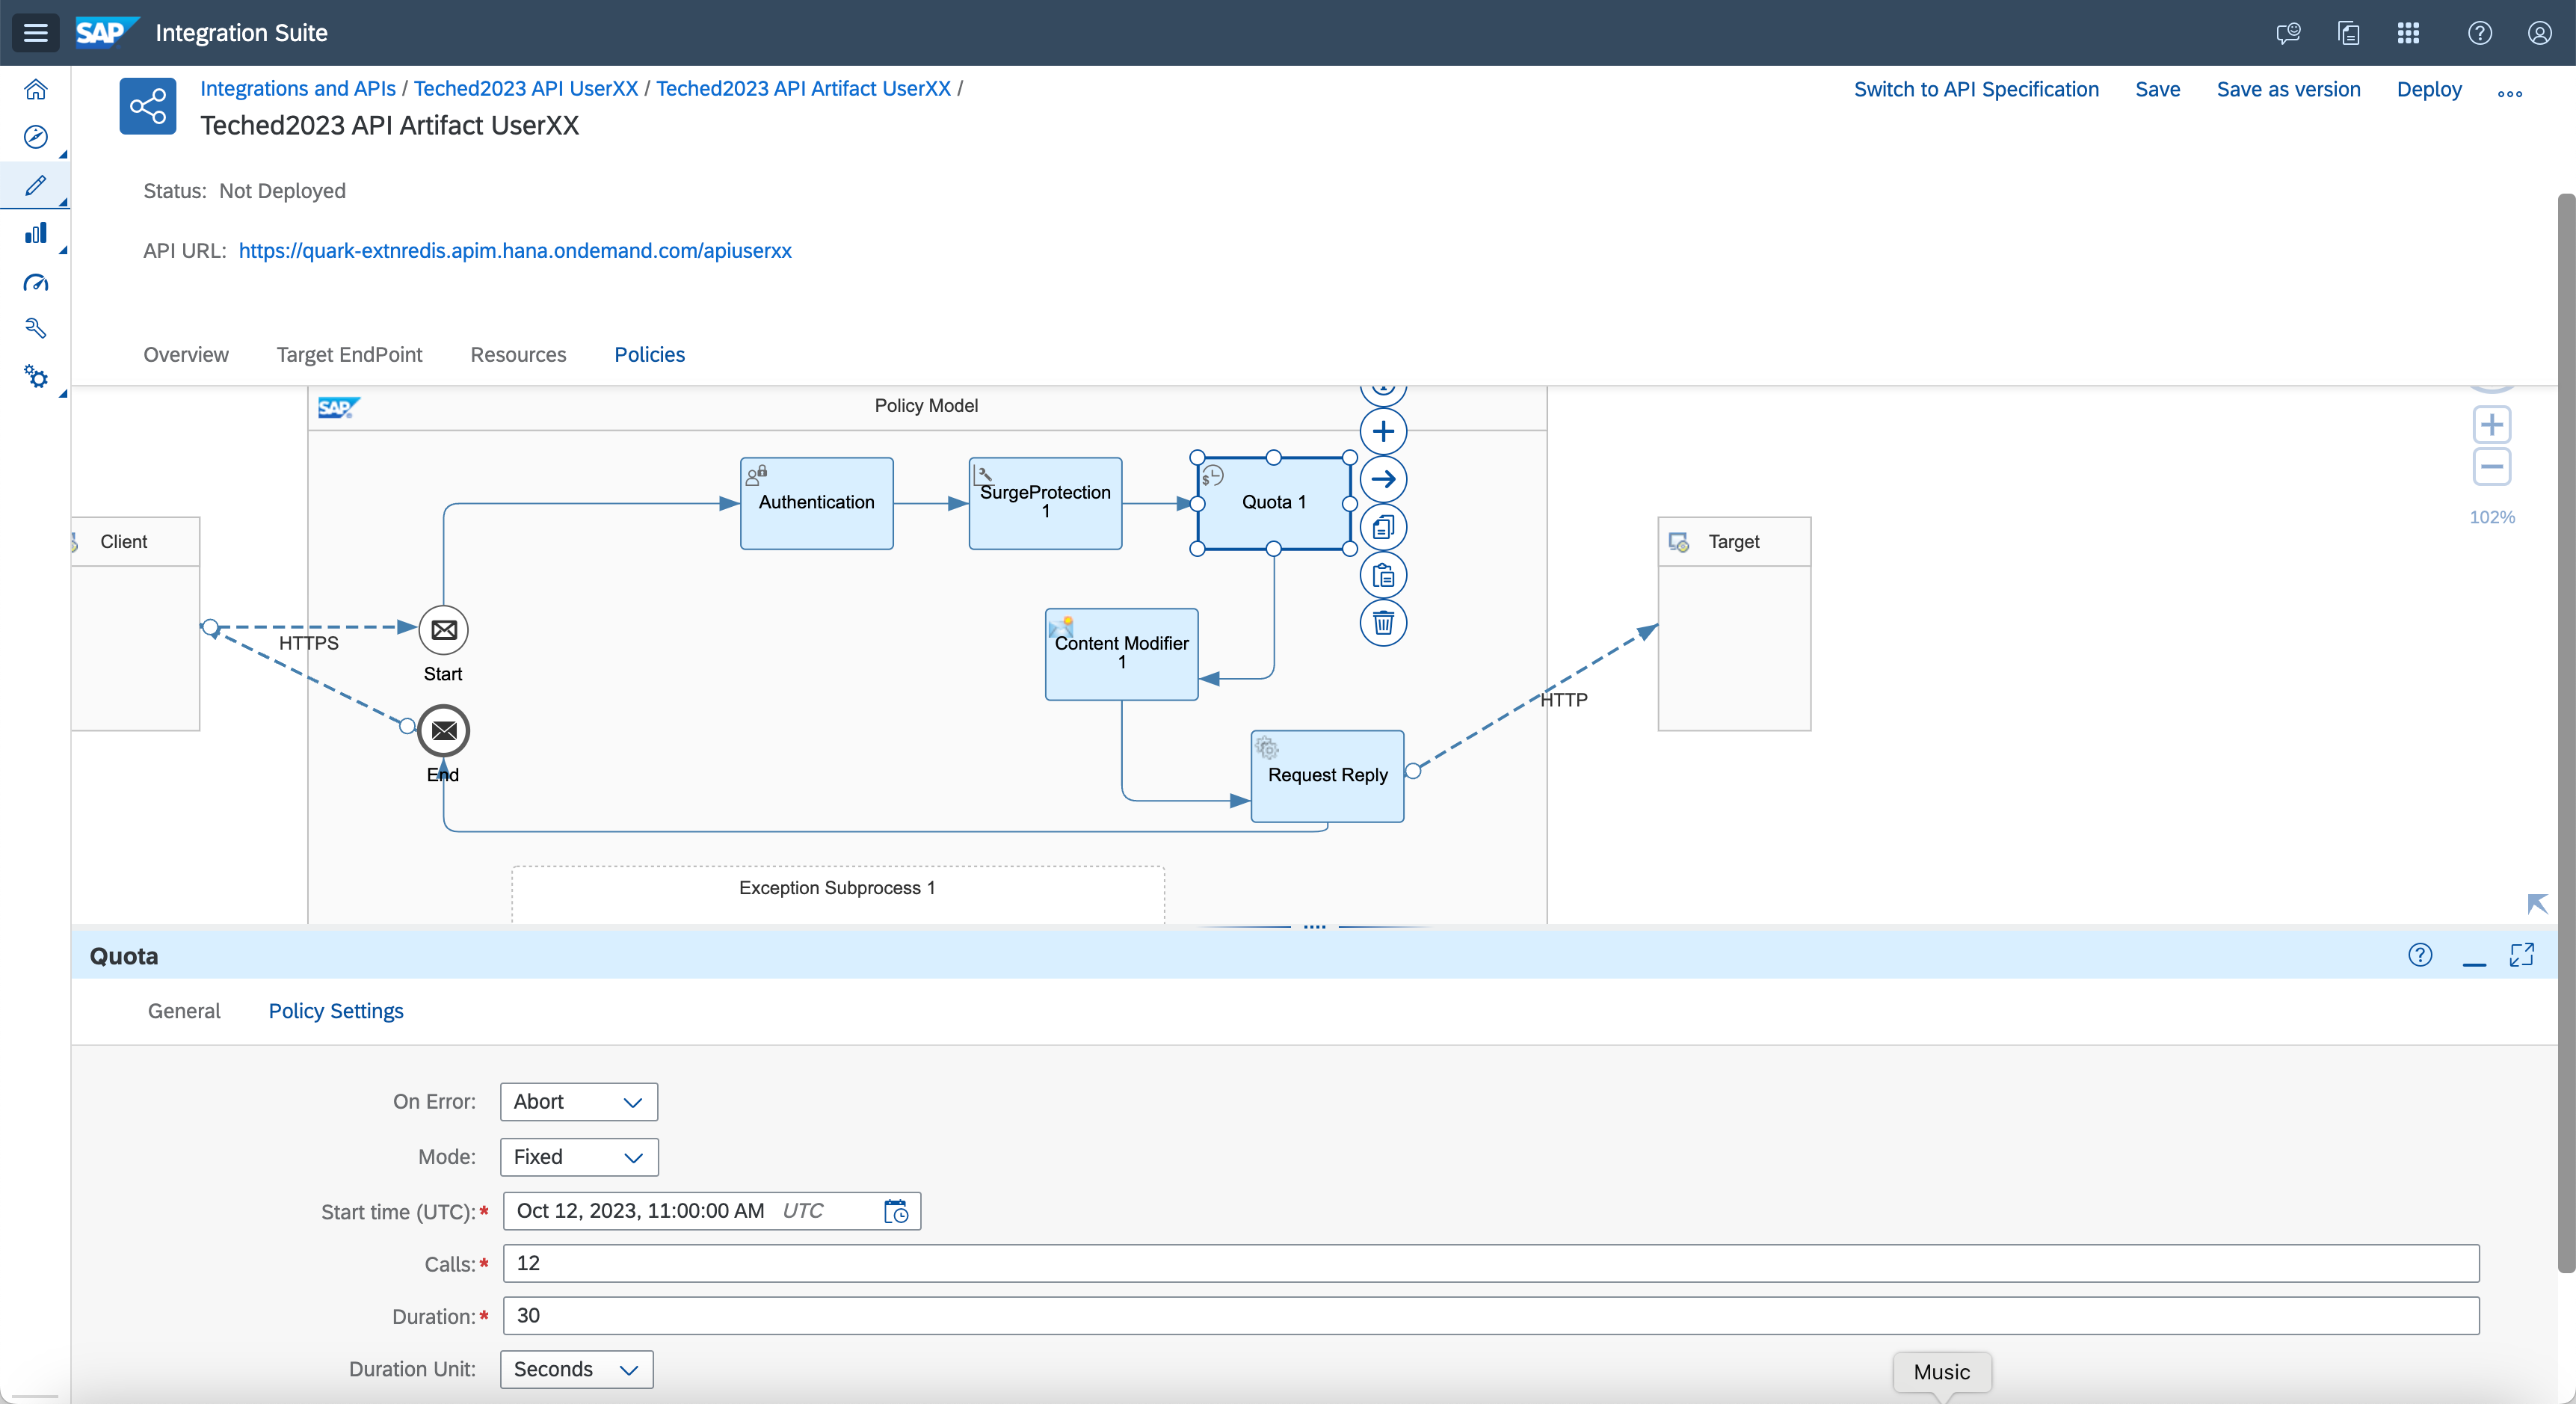 SAP Integration Suite
Integrations and APIs / Teched2023 API UserXX / Teched2023 API Artifact UserXX /
Switch to API Specification Save Save as version Deploy
Teched2023 API Artifact UserXX
Status: Not Deployed
API URL: https://quark-extnredis.apim.hana.ondemand.com/apiuserxx
Overview Target EndPoint Resources Policies
SAP Policy Model
Authentication
SurgeProtection
1
Quota 1
102%
Client
Target
HTTPS
Start
Content Modifier
1
HTTP
End
Request Reply
Exception Subprocess 1
Quota
General Policy Settings
On Error: Abort
Mode: Fixed
Start time (UTC):* Oct 12, 2023, 11:00:00 AM UTC
Calls:* 12
Duration:* 30
Duration Unit: Seconds
Music